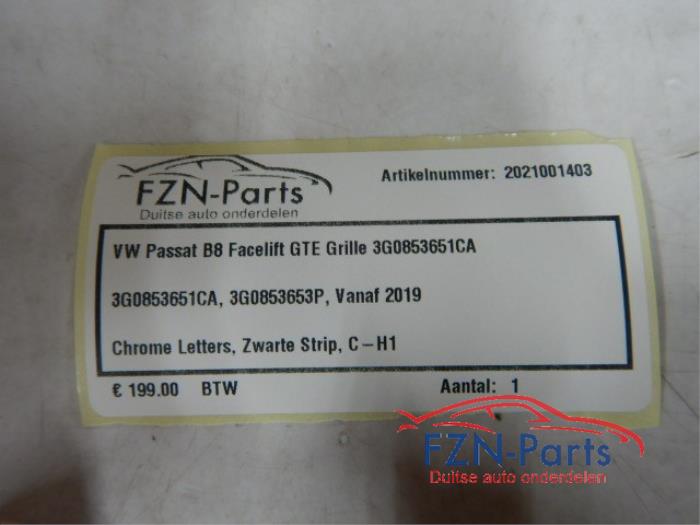 FZN-Parts
Duitse auto onderdelen
Artikelnummer: 2021001403
VW Passat B8 Facelift GTE Grille 3G0853651CA
3G0853651CA, 3G0853653P, Vanaf 2019
Chrome Letters, Zwarte Strip, C-H1
€ 199.00 BTW
Aantal: 1
FZN-Parts
Duitse auto onderdelen